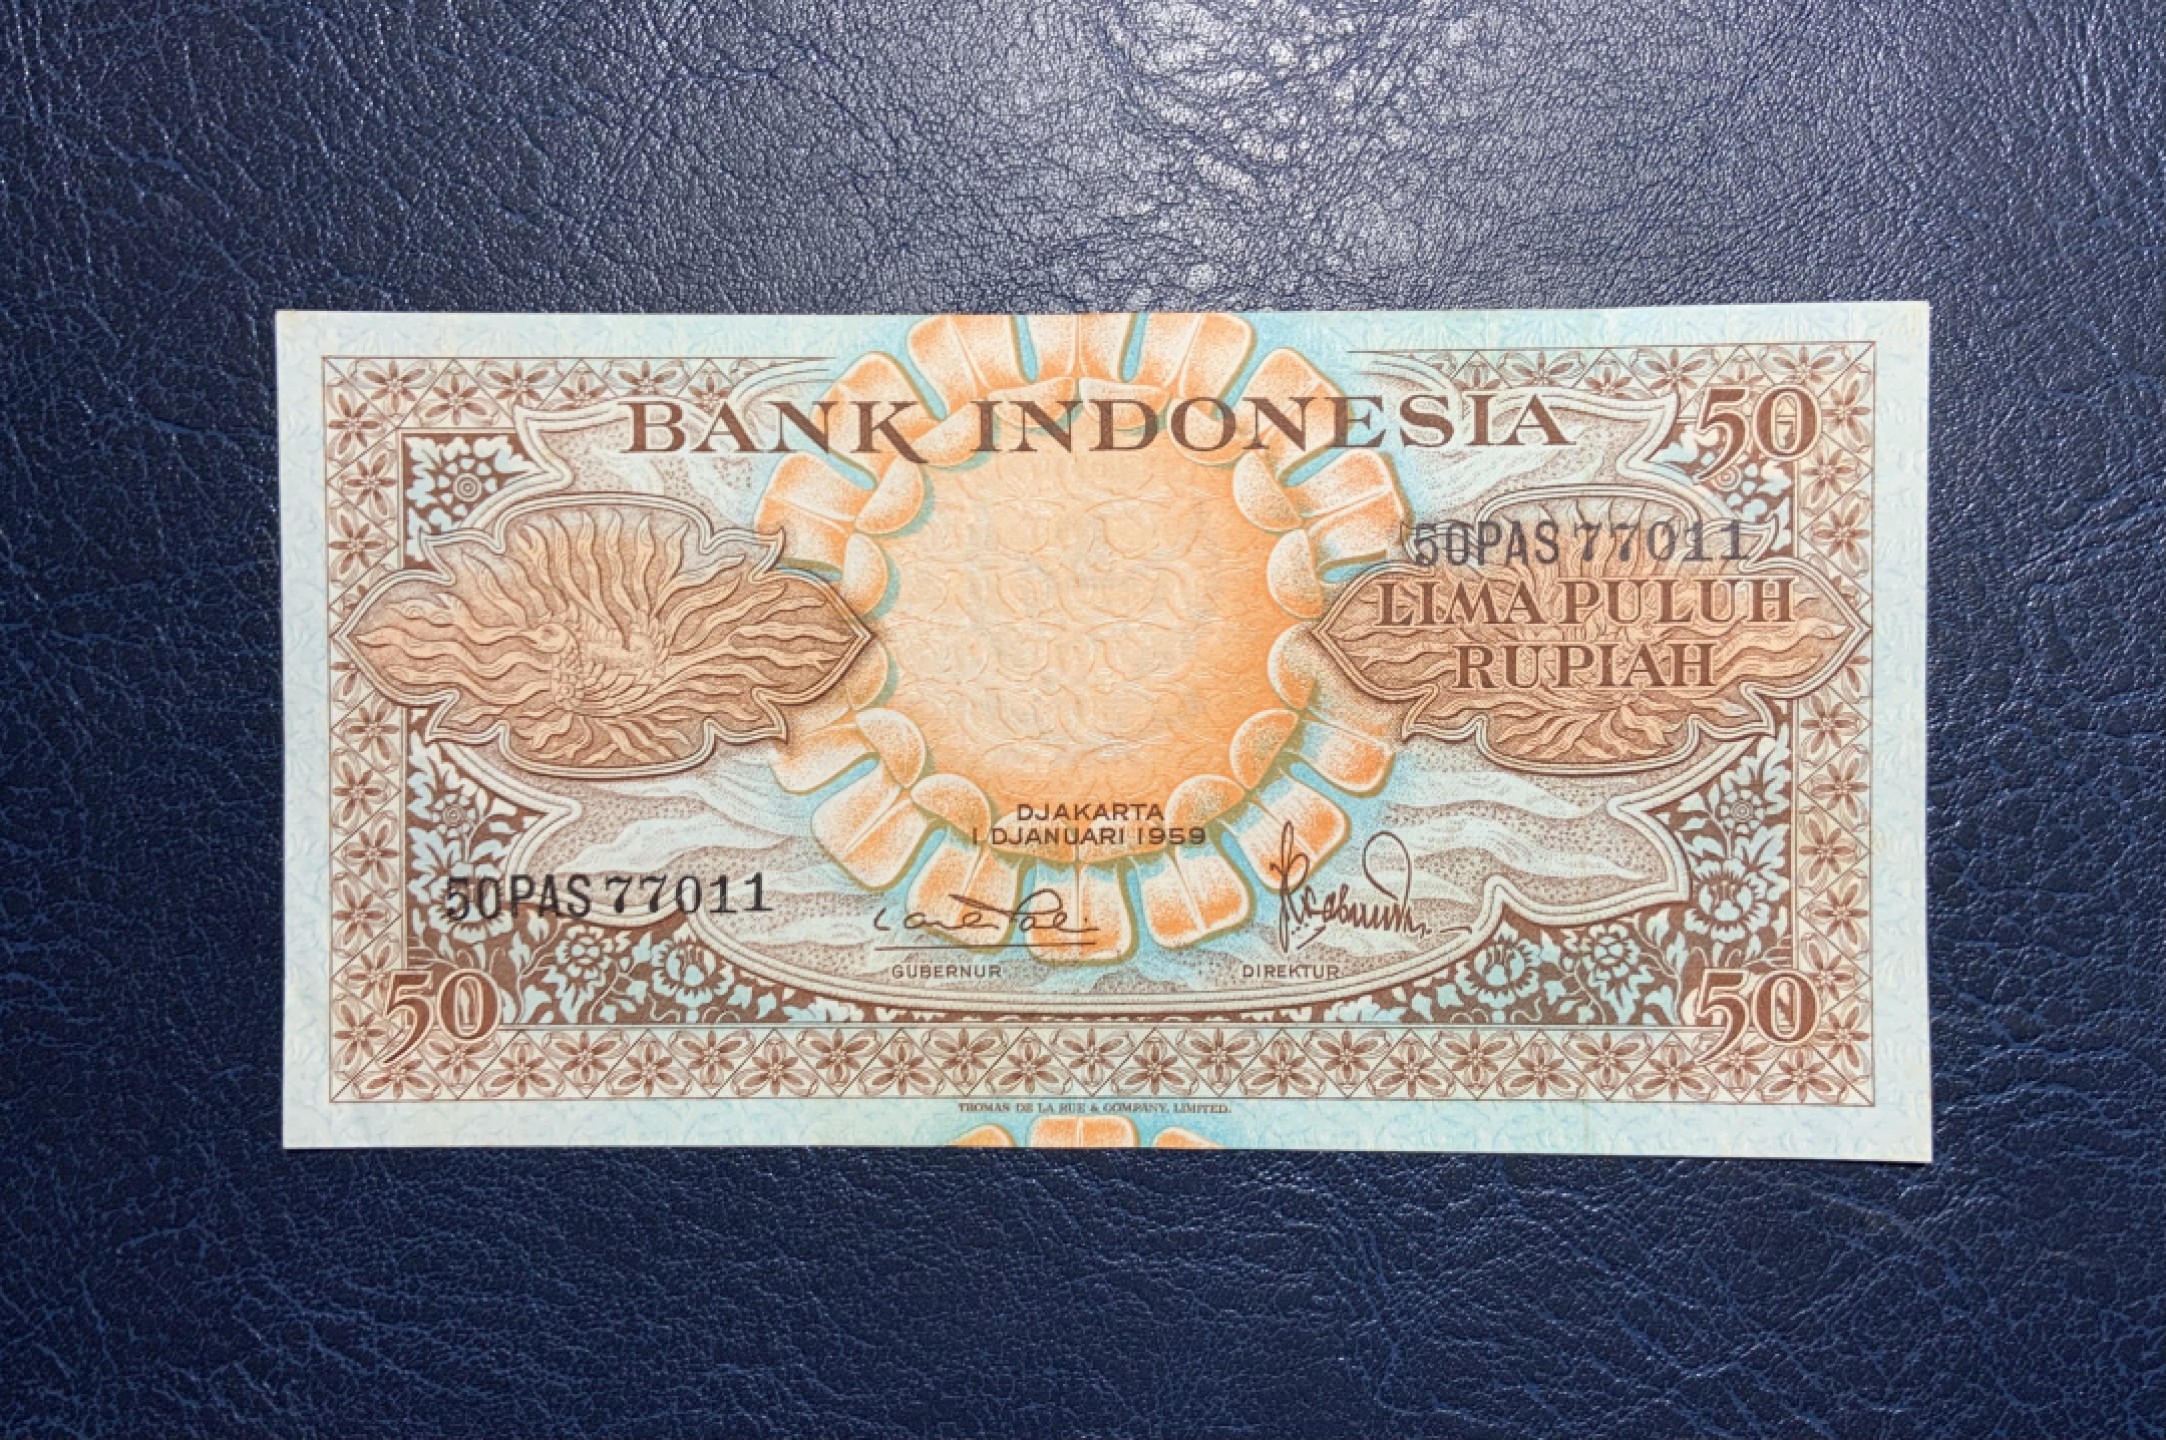 BANK INDONESIA
50
50PAS 77011
LIMA PULUH
RUPIAH
DJAKARTA
1 DJANUARI 1959
50PAS 77011
GUBERNUR
DIREKTUR
50
50
THOMAS DE LA RUE & COMPANY, LIMITED.